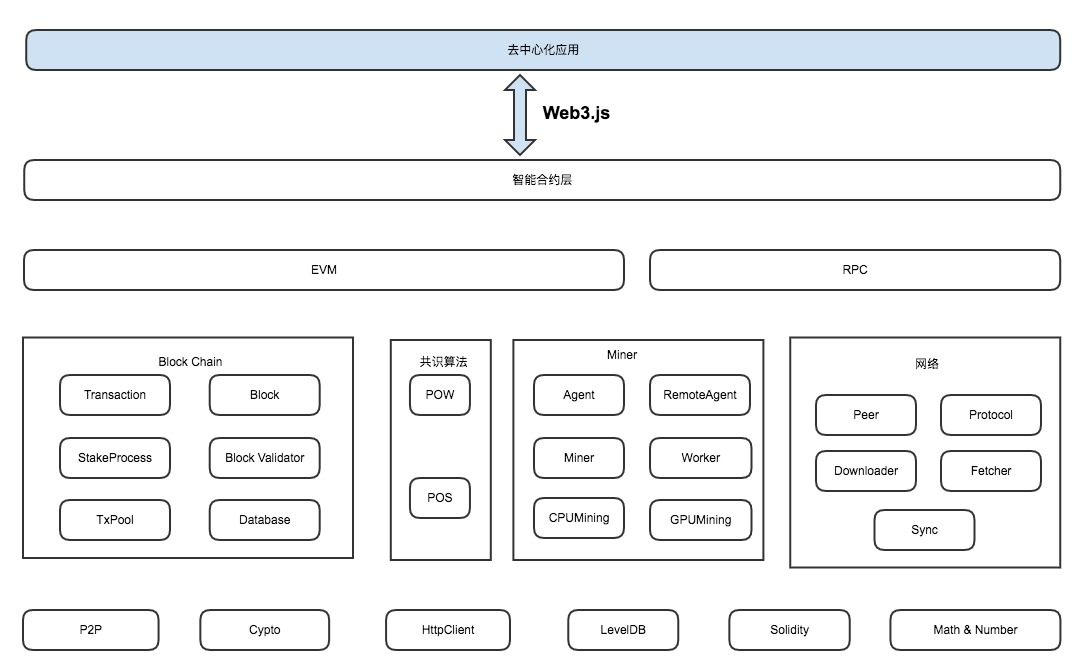 去中心化应用
Web3.js
智能合约层
EVM
RPC
Block Chain
Transaction
Block
StakeProcess
Block Validator
TxPool
Database
共识算法
POW
POS
Miner
Agent
RemoteAgent
Miner
Worker
CPUMining
GPUMining
网络
Peer
Protocol
Downloader
Fetcher
Sync
P2P
Cypto
HttpClient
LevelDB
Solidity
Math & Number